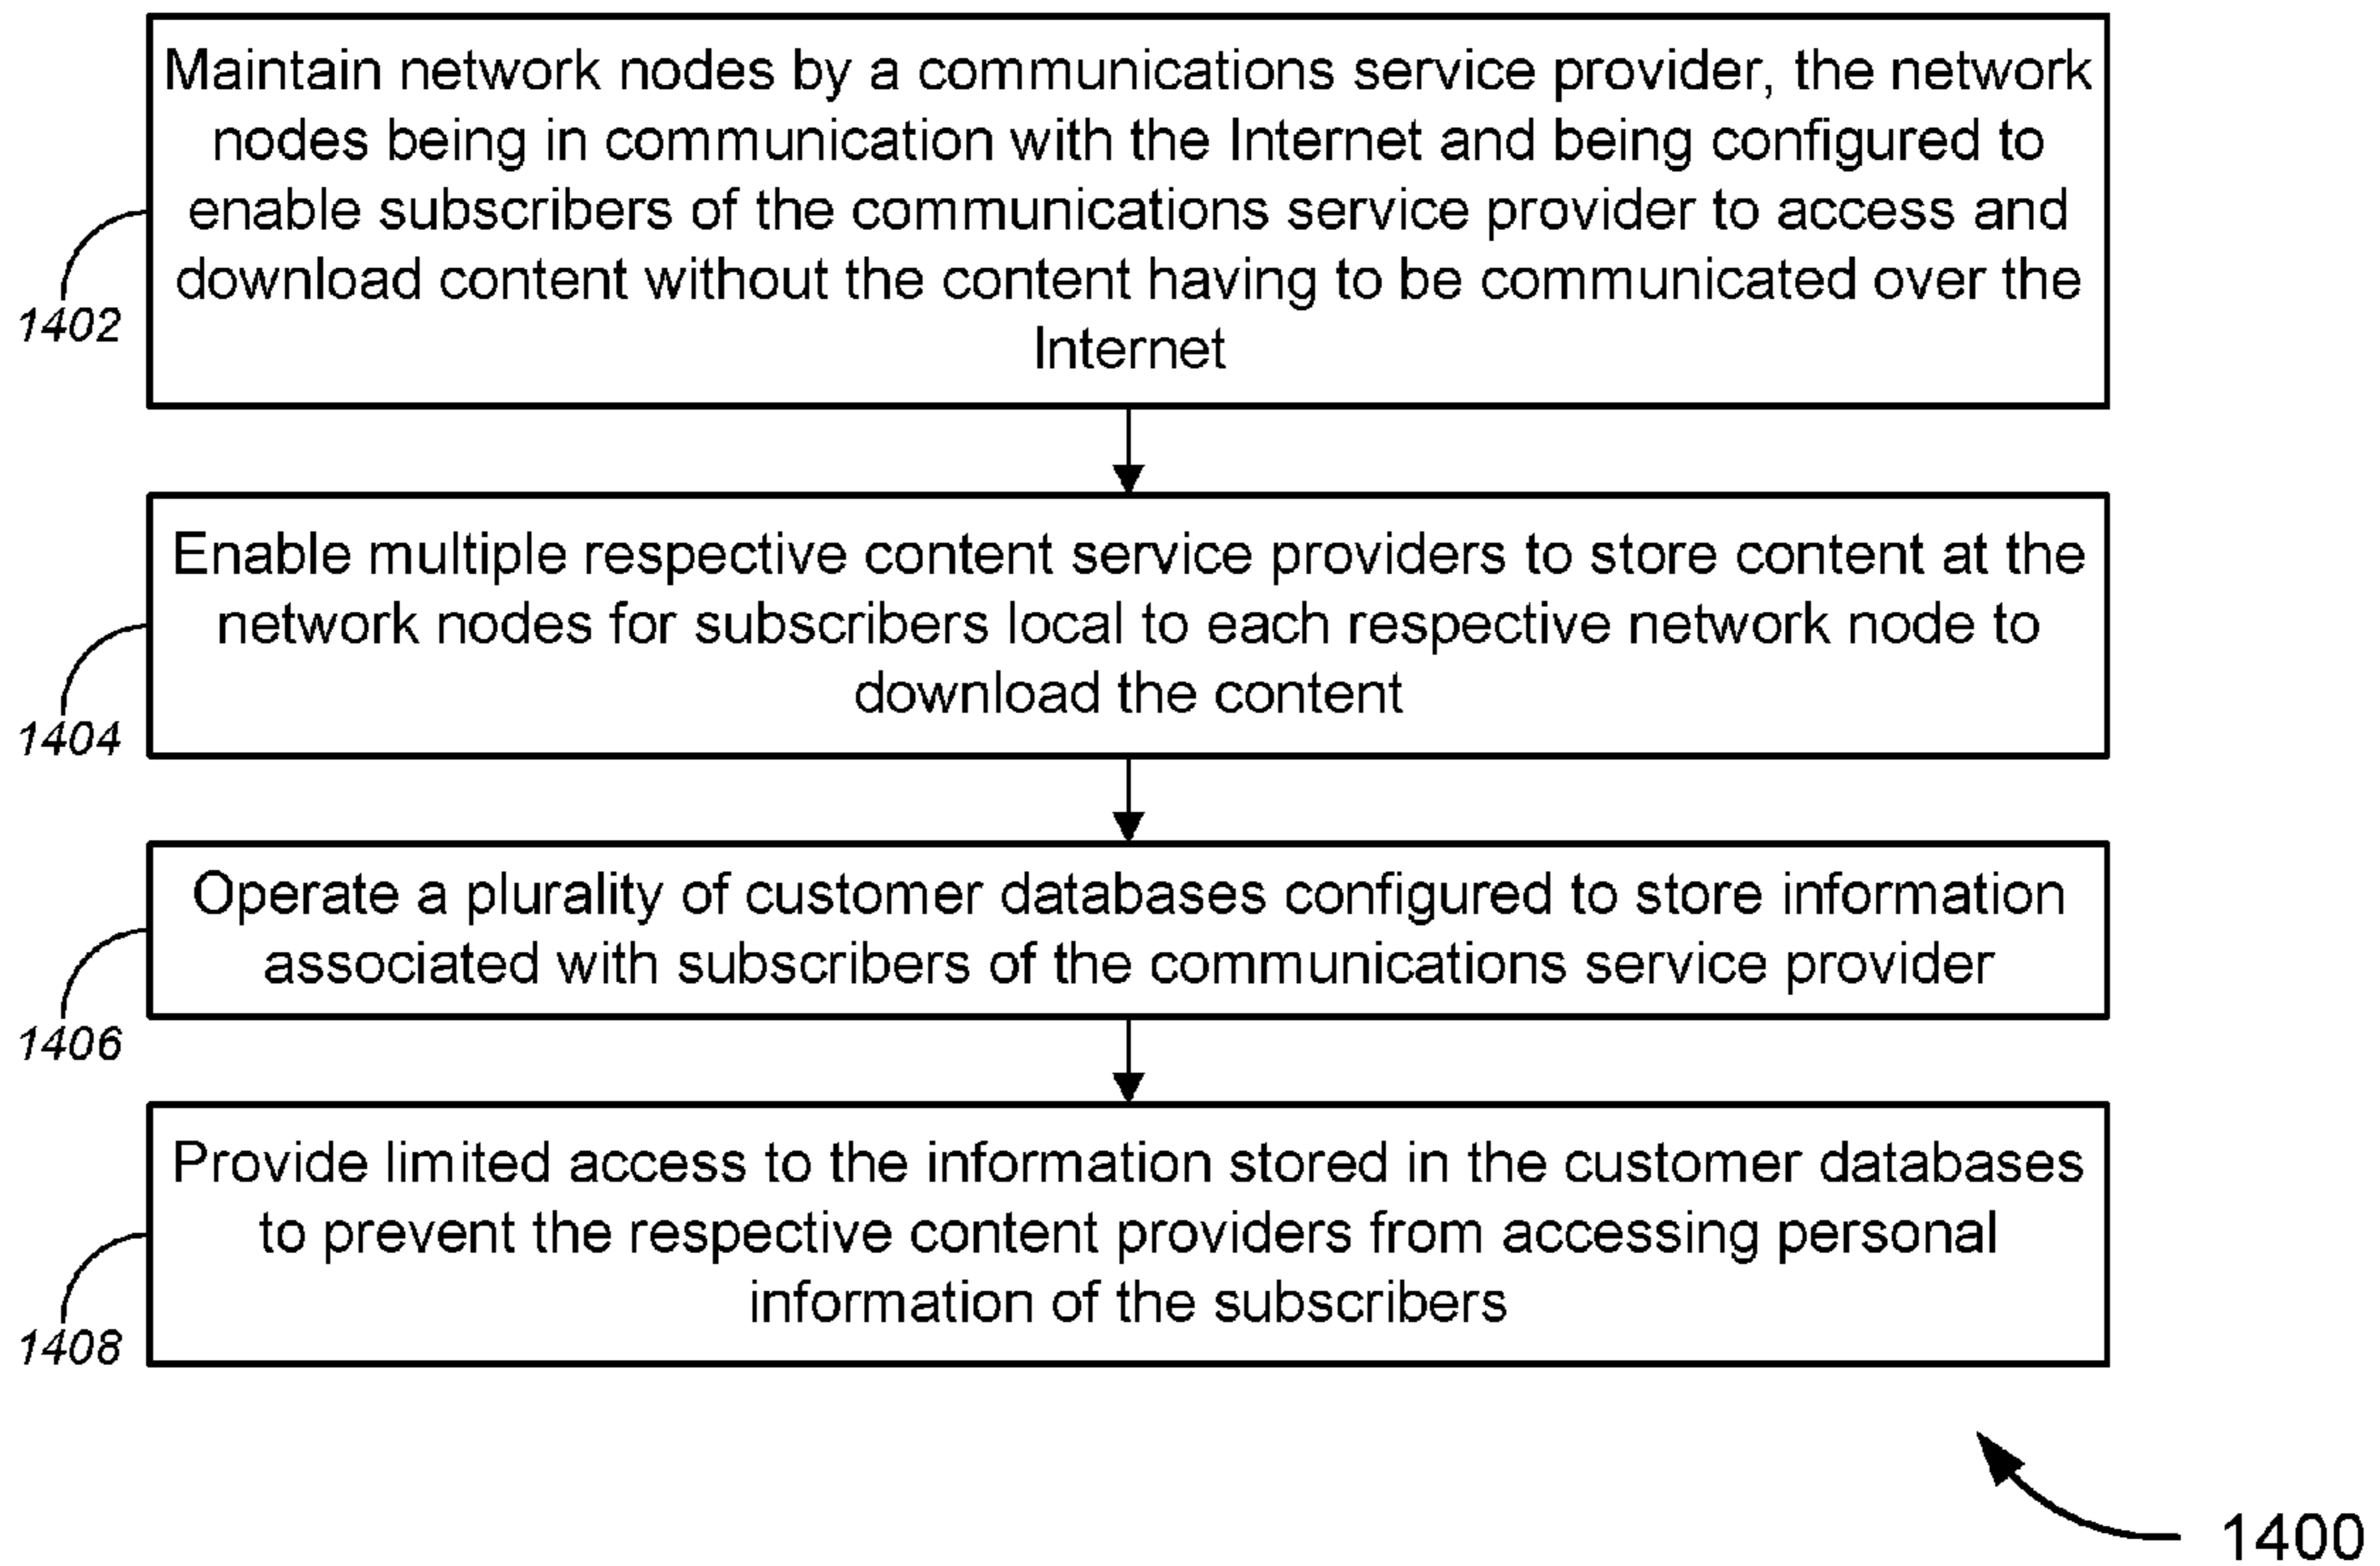 Maintain network nodes by a communications service provider, the network
nodes being in communication with the Internet and being configured to
enable subscribers of the communications service provider to access and
download content without the content having to be communicated over the
Internet
1402
Enable multiple respective content service providers to store content at the
network nodes for subscribers local to each respective network node to
download the content
1404
Operate a plurality of customer databases configured to store information
associated with subscribers of the communications service provider
1406
Provide limited access to the information stored in the customer databases
to prevent the respective content providers from accessing personal
information of the subscribers
1408
1400